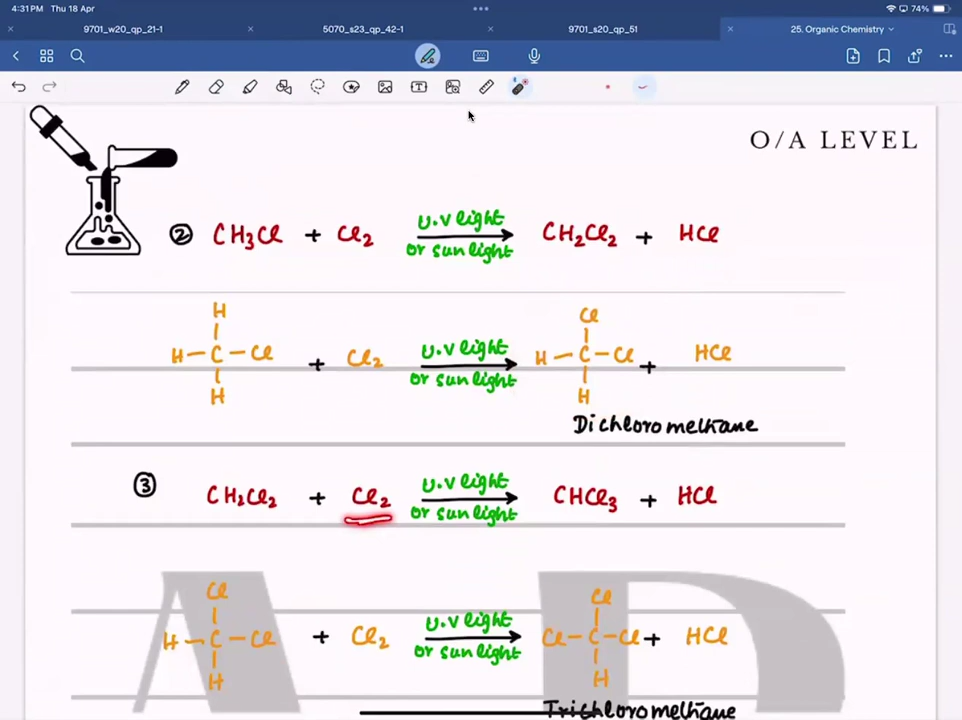 4:31 PM Thu 18 Apr
74%
9701_w20_qp_21-1
5070_s23_qp_42-1
9701_s20_qp_51
25. Organic Chemistry
O/A LEVEL
② CH₃Cl + Cl₂ U.V light or sun light CH₂Cl₂ + HCl
H
H – C – Cl + Cl₂ U.V light or sun light H – C – Cl + HCl
H
Cl
H
Dichloromethane
③ CH₂Cl₂ + Cl₂ U.V light or sun light CHCl₃ + HCl
Cl
H – C – Cl + Cl₂ U.V light or sun light Cl – C – Cl + HCl
H
Cl
H
Trichloromethane
A D